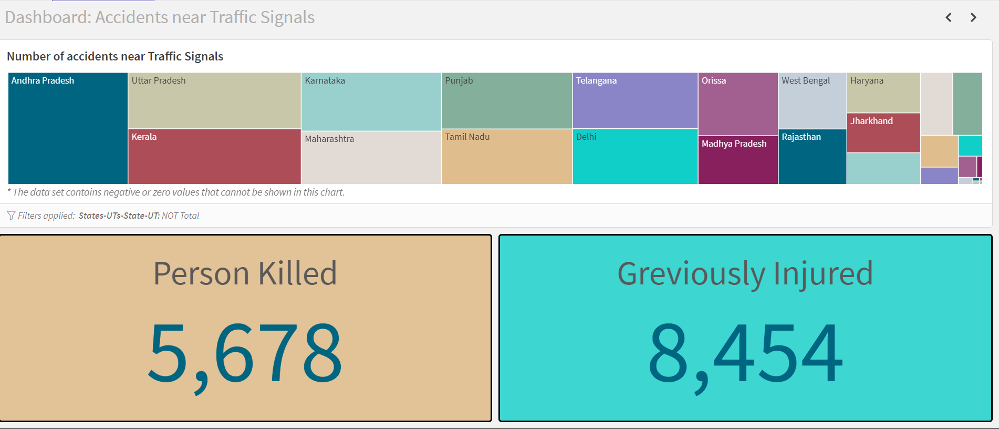 Dashboard: Accidents near Traffic Signals
Number of accidents near Traffic Signals
Andhra Pradesh
Uttar Pradesh
Karnataka
Punjab
Telangana
Orissa
West Bengal
Haryana
Jharkhand
Kerala
Maharashtra
Tamil Nadu
Delhi
Madhya Pradesh
Rajasthan
* The data set contains negative or zero values that cannot be shown in this chart.
Filters applied: States-UTs-State-UT: NOT Total
Person Killed
5,678
Greviously Injured
8,454